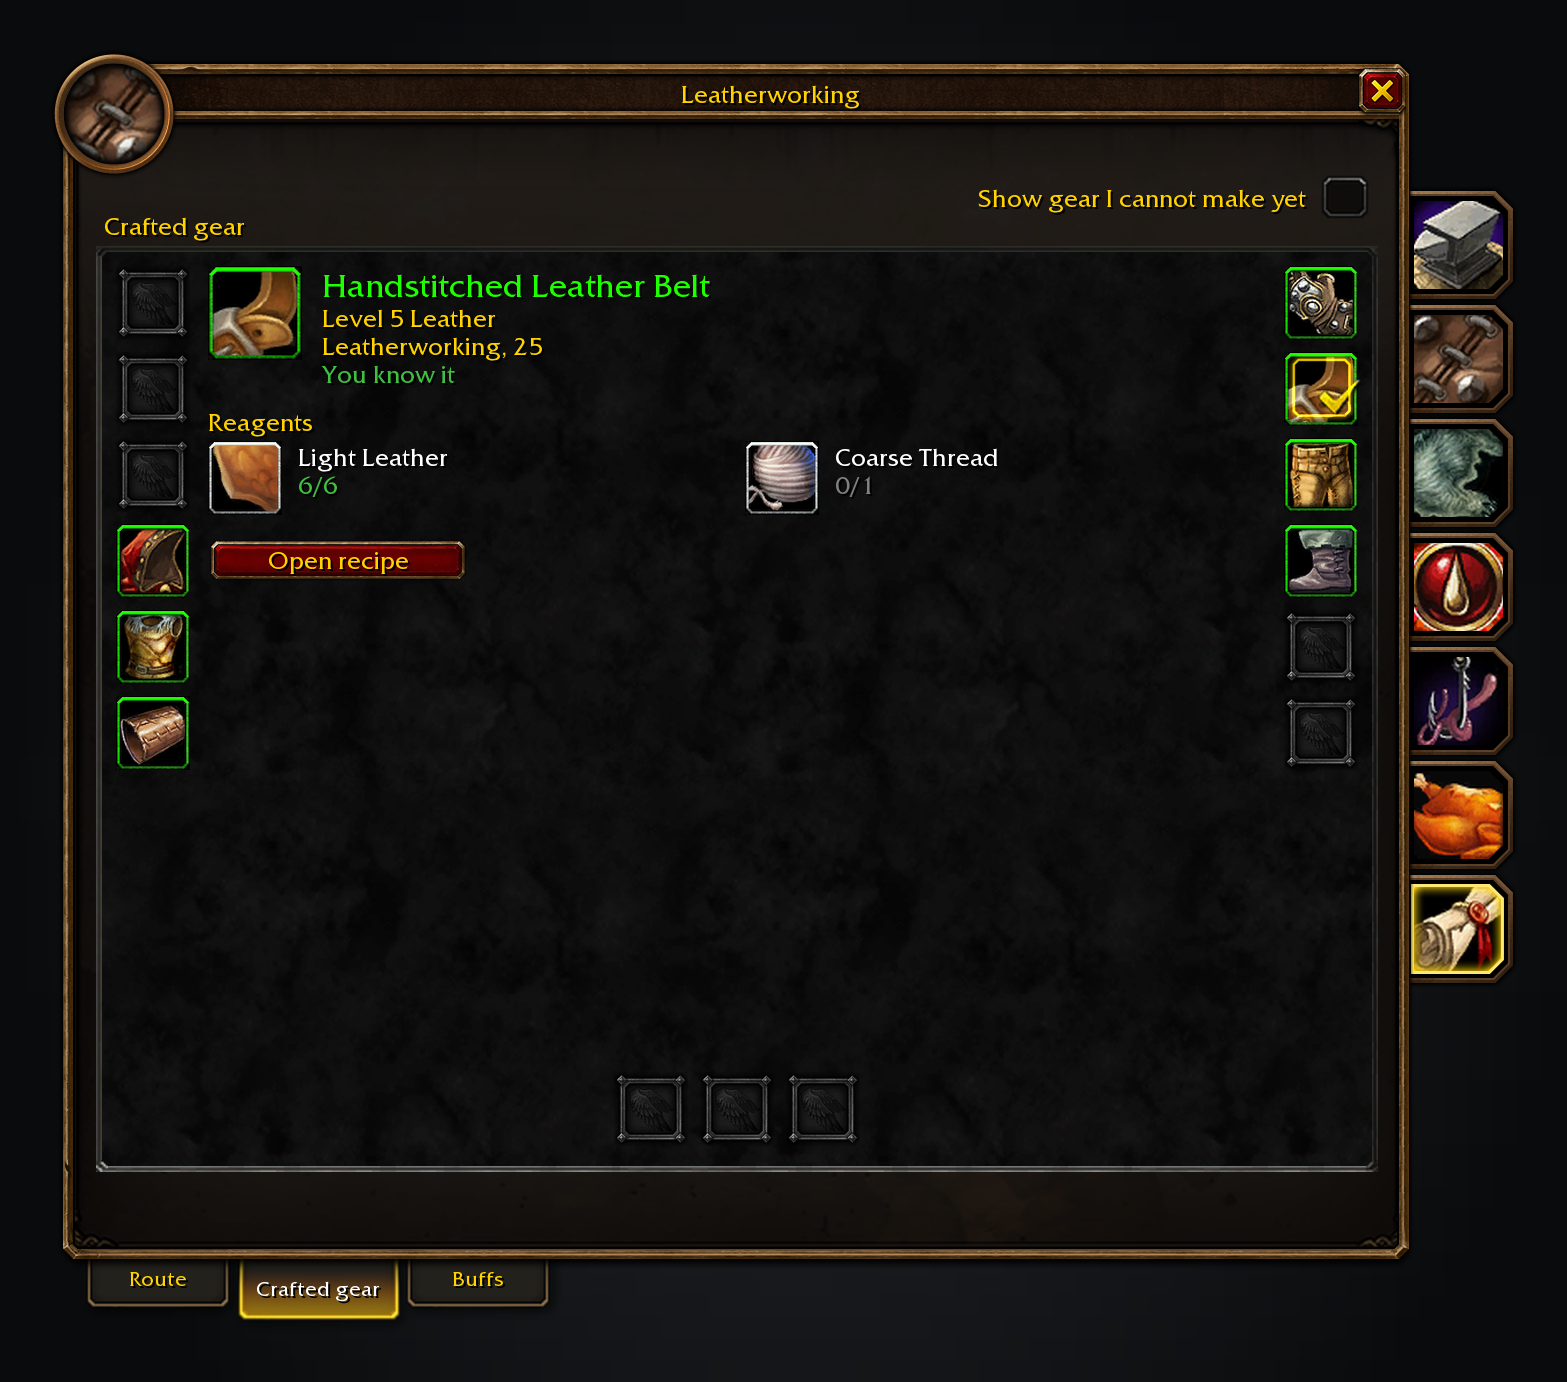 Leatherworking
Show gear I cannot make yet
Crafted gear
Handstitched Leather Belt
Level 5 Leather
Leatherworking, 25
You know it
Reagents
Light Leather
6/6
Coarse Thread
0/1
Open recipe
Route
Crafted gear
Buffs